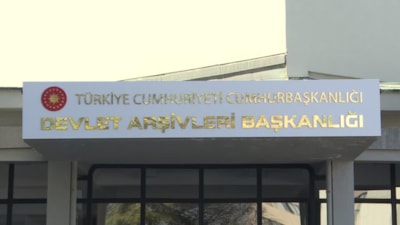 TÜRKİYE CUMHURİYETİ CUMHURBAŞKANLIĞI
DEVLET ARŞİVLERİ BAŞKANLIĞI